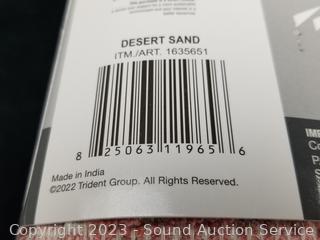 DESERT SAND
ITM./ART. 1635651
8 25063 11965 6
Made in India
©2022 Trident Group. All Rights Reserved.
Copyright 2023 - Sound Auction Service